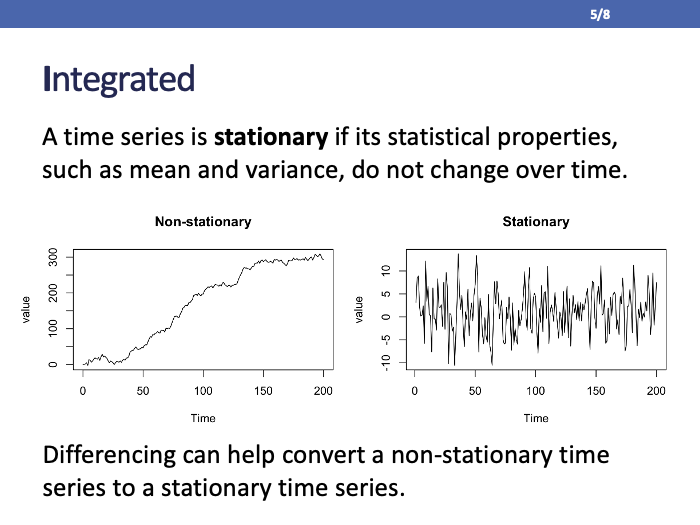 5/8
Integrated
A time series is stationary if its statistical properties,
such as mean and variance, do not change over time.
Non-stationary
value
0 100 200 300
0 50 100 150 200
Time
Stationary
value
-10 -5 0 5 10
0 50 100 150 200
Time
Differencing can help convert a non-stationary time
series to a stationary time series.